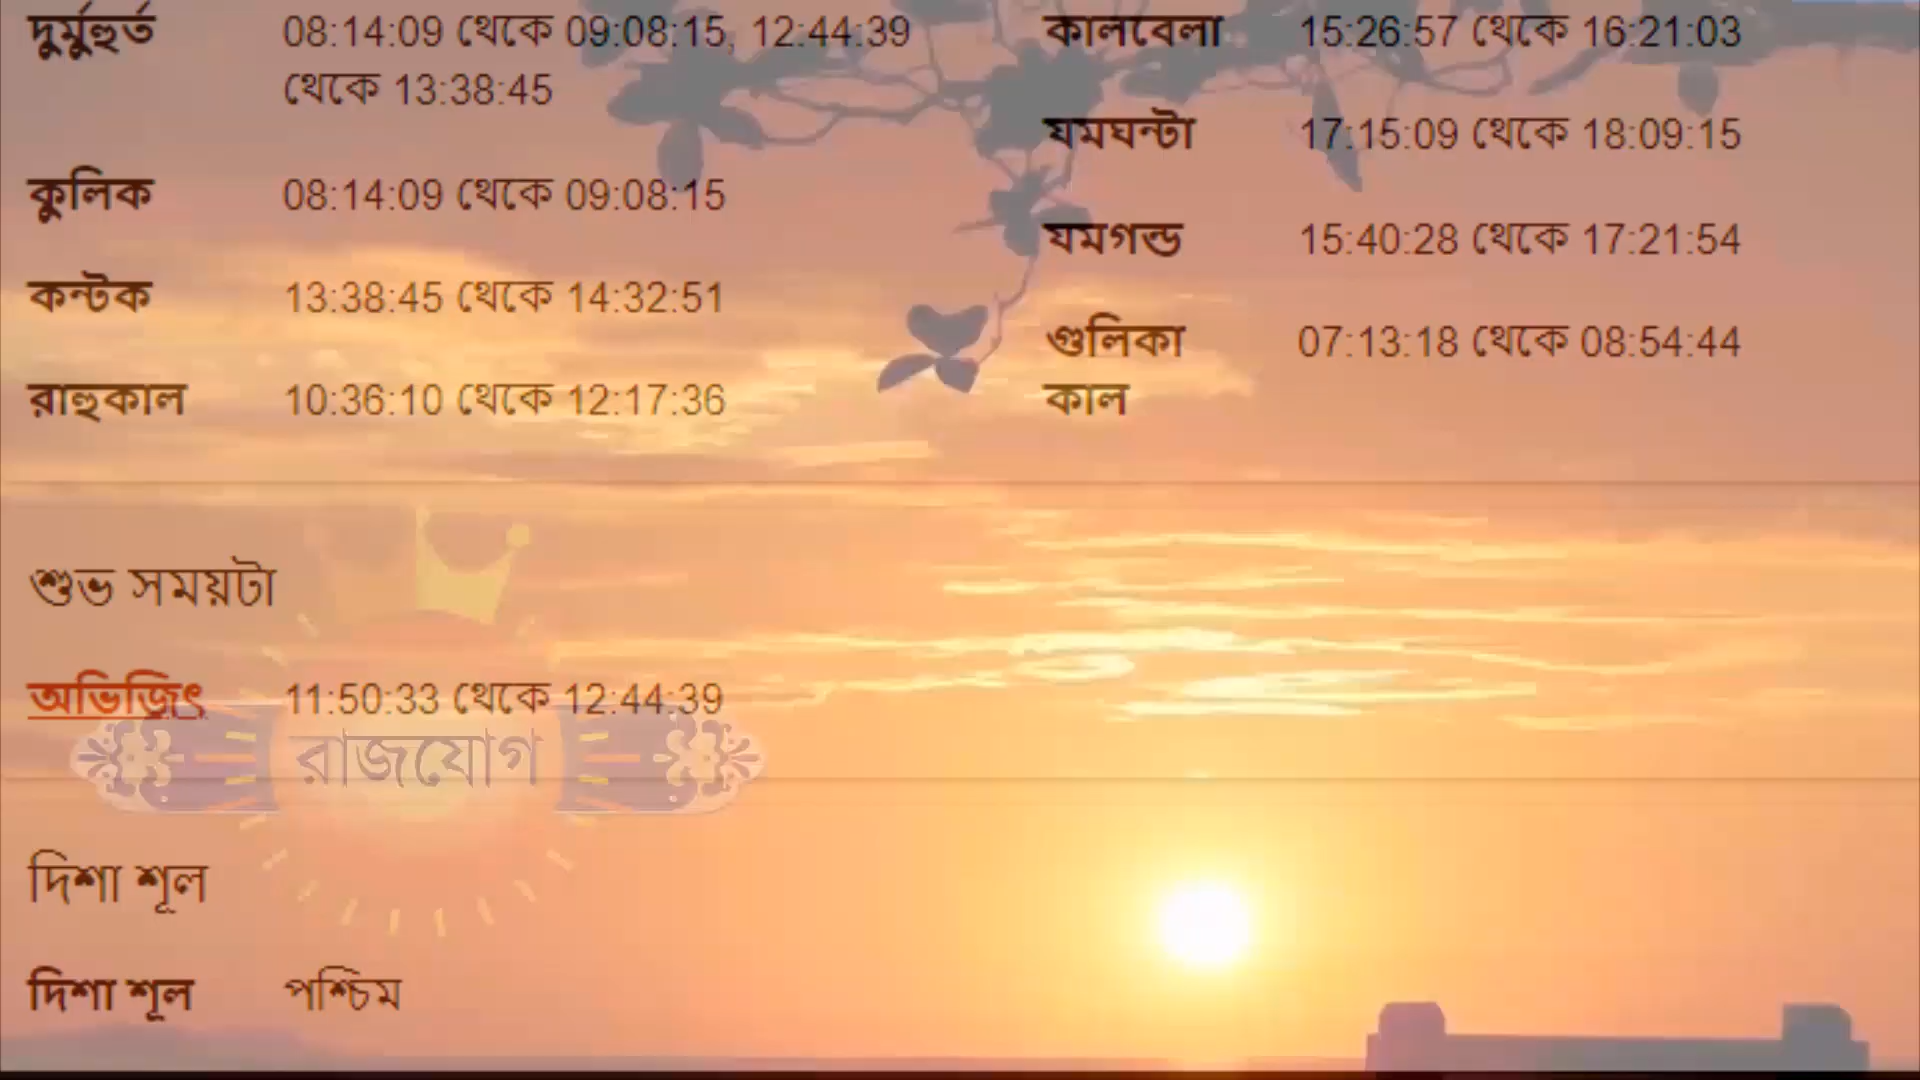 দুর্মুহুর্ত 08:14:09 থেকে 09:08:15, 12:44:39
থেকে 13:38:45
কুলিক 08:14:09 থেকে 09:08:15
কন্টক 13:38:45 থেকে 14:32:51
রাহুকাল 10:36:10 থেকে 12:17:36
কালবেলা 15:26:57 থেকে 16:21:03
যমঘন্টা 17:15:09 থেকে 18:09:15
যমগন্ড 15:40:28 থেকে 17:21:54
গুলিকা 07:13:18 থেকে 08:54:44
কাল
শুভ সময়টা
অভিজিৎ 11:50:33 থেকে 12:44:39
রাজযোগ
দিশা শূল
দিশা শূল পশ্চিম